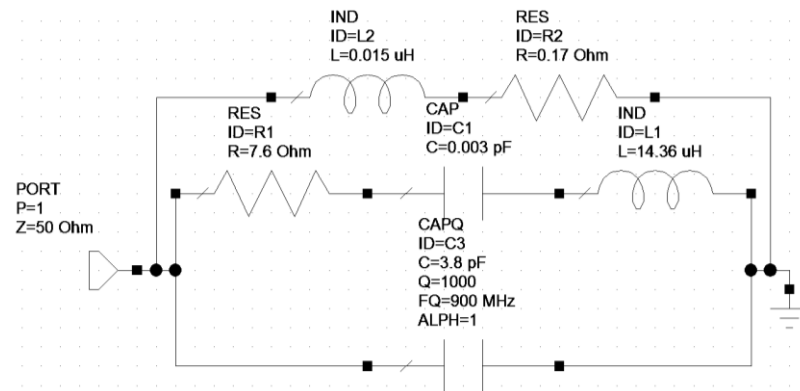 IND
ID=L2
L=0.015 uH
RES
ID=R2
R=0.17 Ohm
RES
ID=R1
R=7.6 Ohm
CAP
ID=C1
C=0.003 pF
IND
ID=L1
L=14.36 uH
PORT
P=1
Z=50 Ohm
CAPQ
ID=C3
C=3.8 pF
Q=1000
FQ=900 MHz
ALPH=1